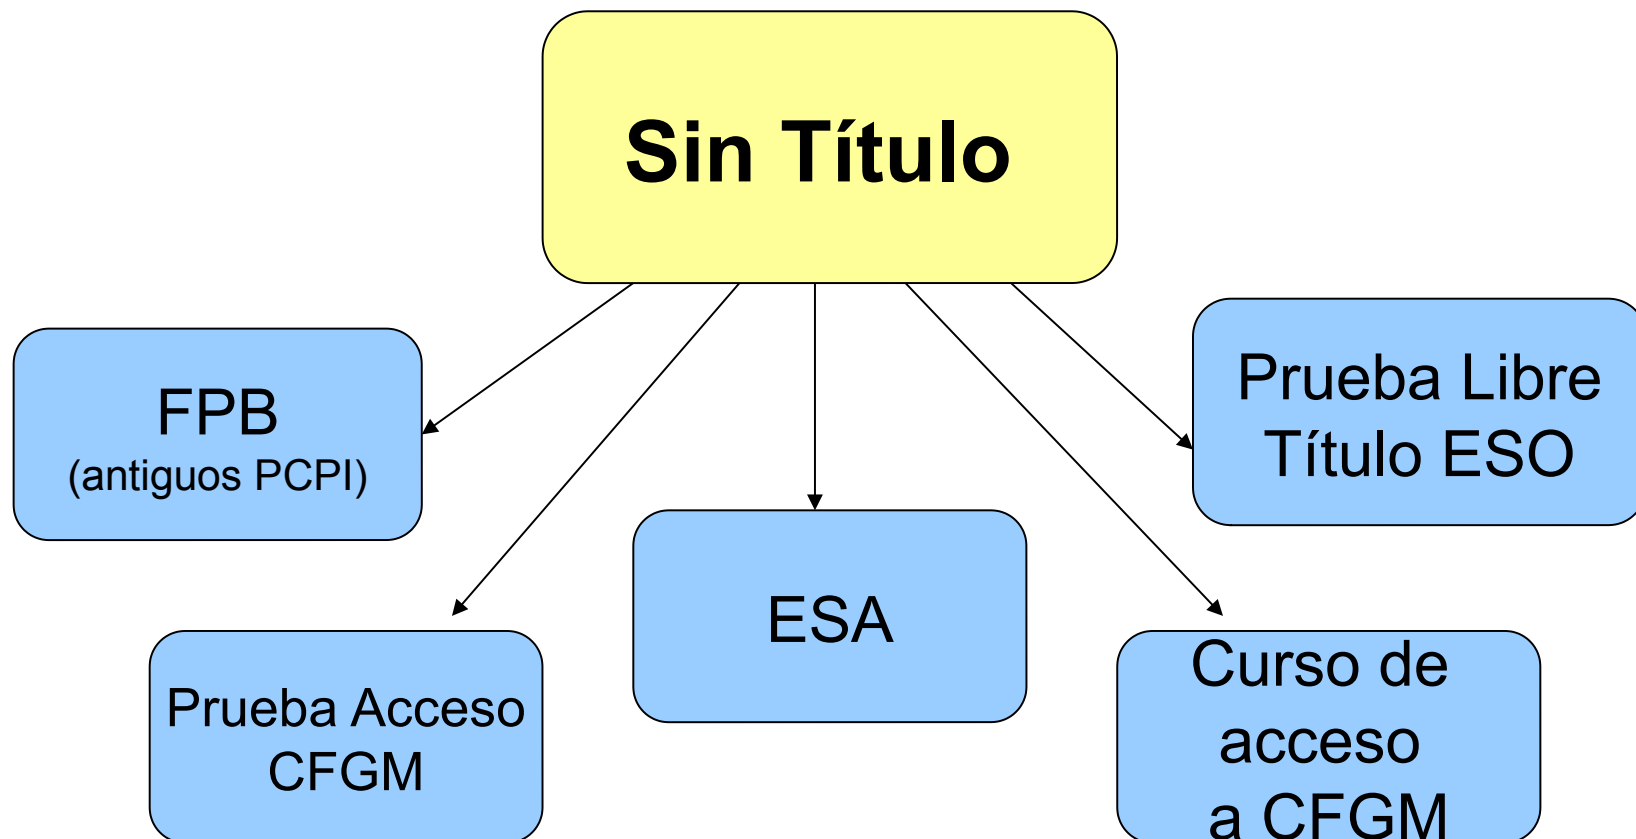 Sin Título
FPB
(antiguos PCPI)
Prueba Libre
Título ESO
ESA
Prueba Acceso
CFGM
Curso de
acceso
a CFGM